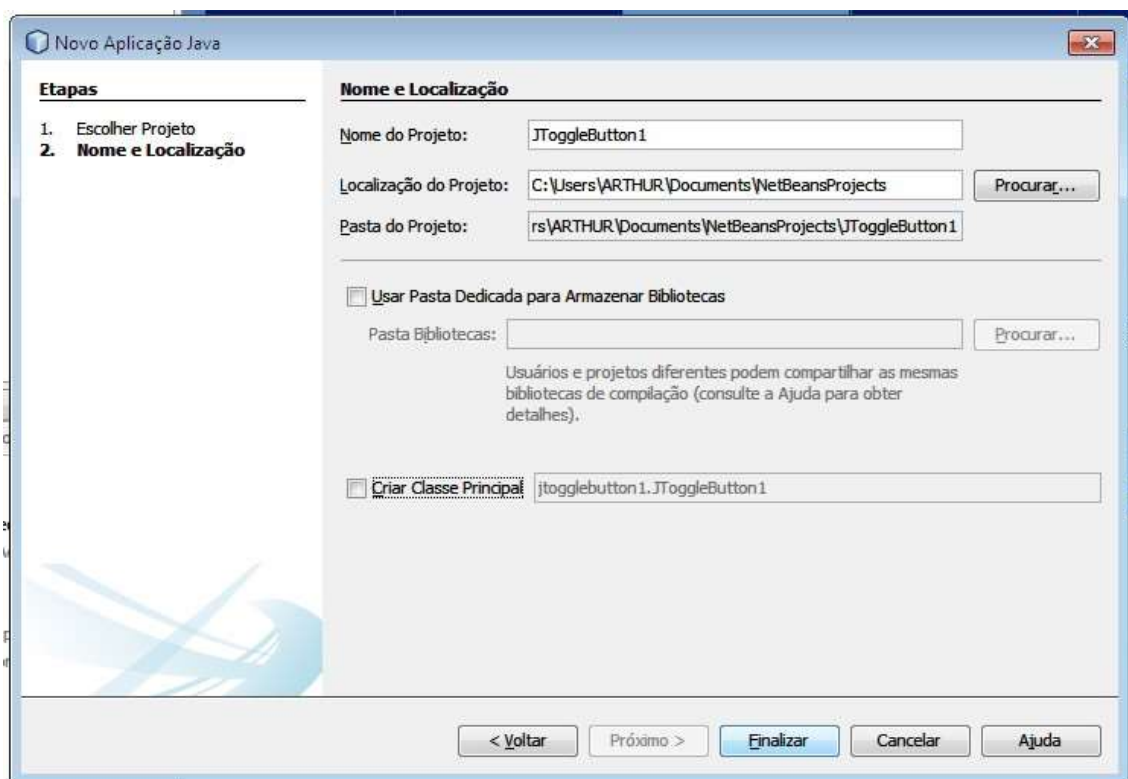 Novo Aplicação Java
Etapas
1. Escolher Projeto
2. Nome e Localização
Nome e Localização
Nome do Projeto: JToggleButton1
Localização do Projeto: C:\Users\ARTHUR\Documents\NetBeansProjects Procurar...
Pasta do Projeto: rs\ARTHUR\Documents\NetBeansProjects\JToggleButton1
Usar Pasta Dedicada para Armazenar Bibliotecas
Pasta Bibliotecas: Procurar...
Usuários e projetos diferentes podem compartilhar as mesmas
bibliotecas de compilação (consulte a Ajuda para obter
detalhes).
Criar Classe Principal jtogglebutton1.JToggleButton1
< Voltar Próximo > Finalizar Cancelar Ajuda